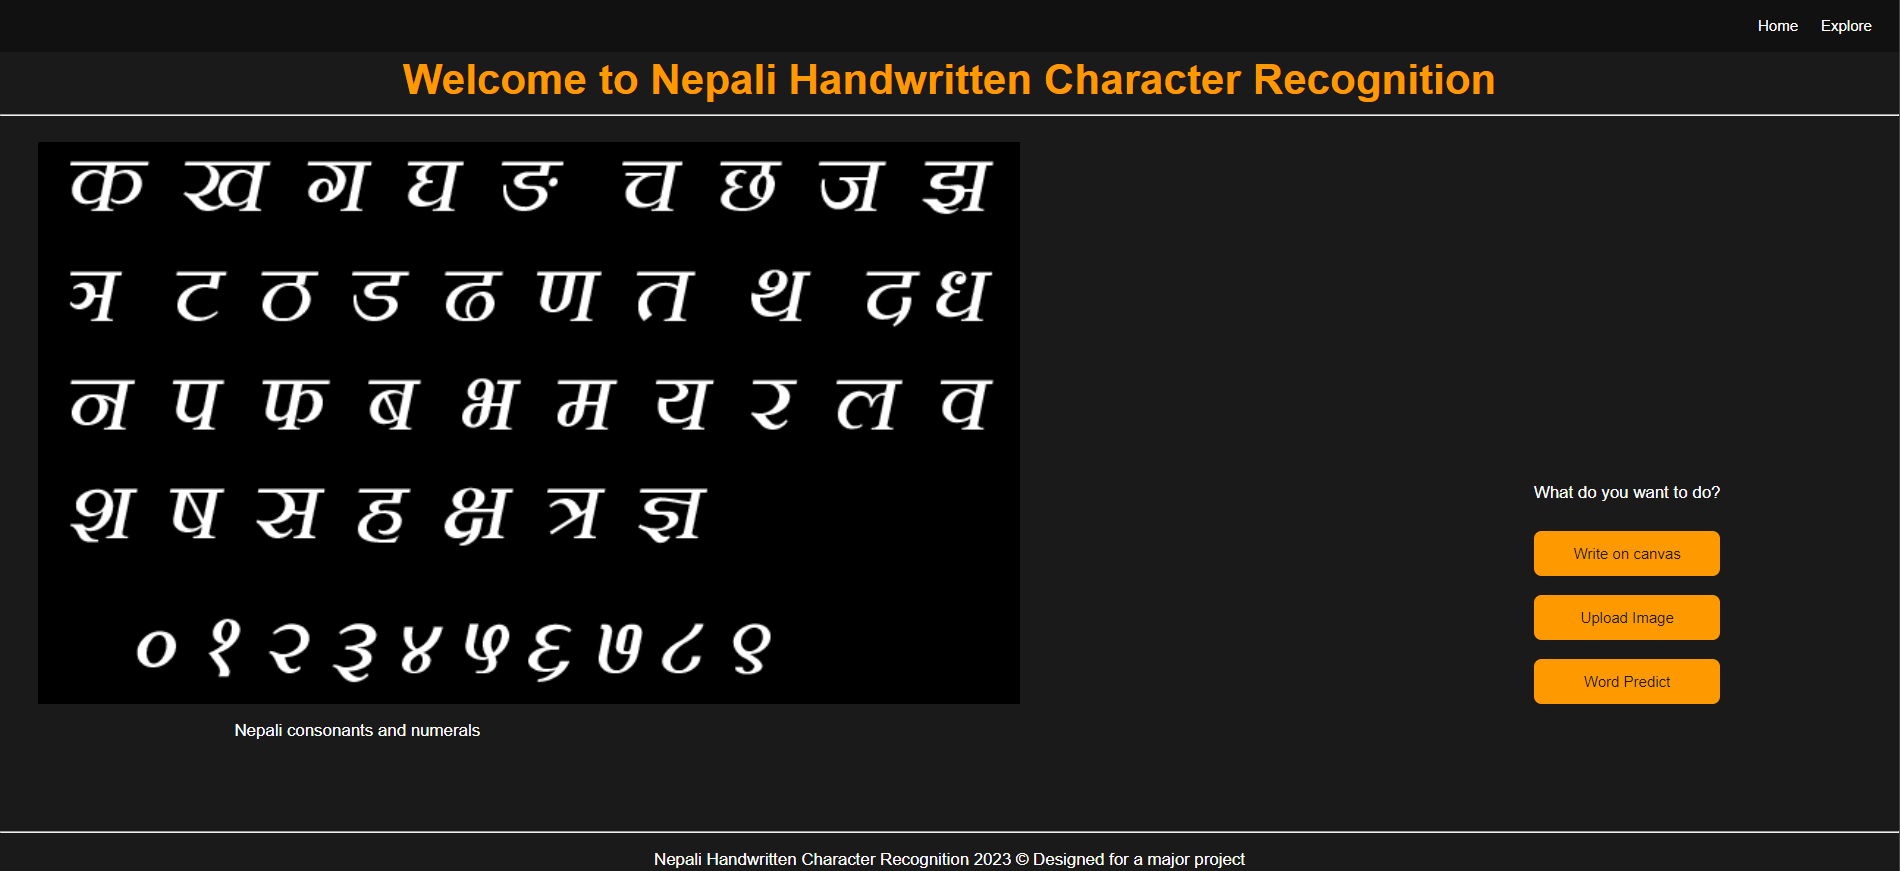 Home Explore
Welcome to Nepali Handwritten Character Recognition
क ख ग घ ङ च छ ज झ
ञ ट ठ ड ढ ण त थ द ध
न प फ ब भ म य र ल व
श ष स ह क्ष त्र ज्ञ
० १ २ ३ ४ ५ ६ ७ ८ ९
Nepali consonants and numerals
What do you want to do?
Write on canvas
Upload Image
Word Predict
Nepali Handwritten Character Recognition 2023 © Designed for a major project